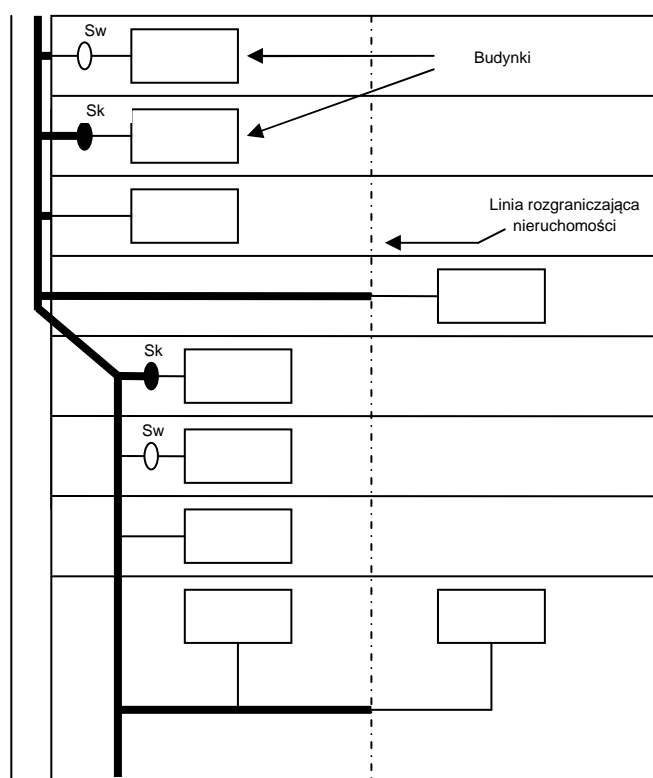 Sw
Budynki
Sk
Linia rozgraniczająca
nieruchomości
Sk
Sw